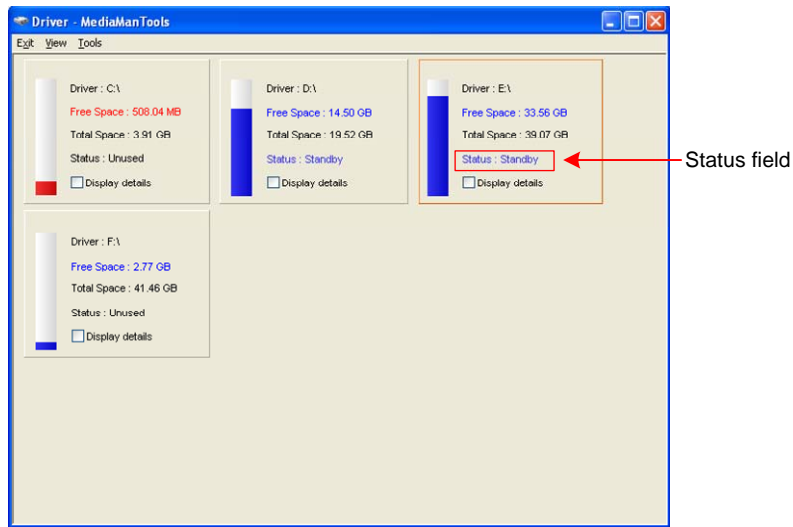 Driver - MediaManTools
Exit View Tools
Driver : C:\
Free Space : 508.04 MB
Total Space : 3.91 GB
Status : Unused
Display details
Driver : D:\
Free Space : 14.50 GB
Total Space : 19.52 GB
Status : Standby
Display details
Driver : E:\
Free Space : 33.56 GB
Total Space : 39.07 GB
Status : Standby
Display details
Status field
Driver : F:\
Free Space : 2.77 GB
Total Space : 41.46 GB
Status : Unused
Display details